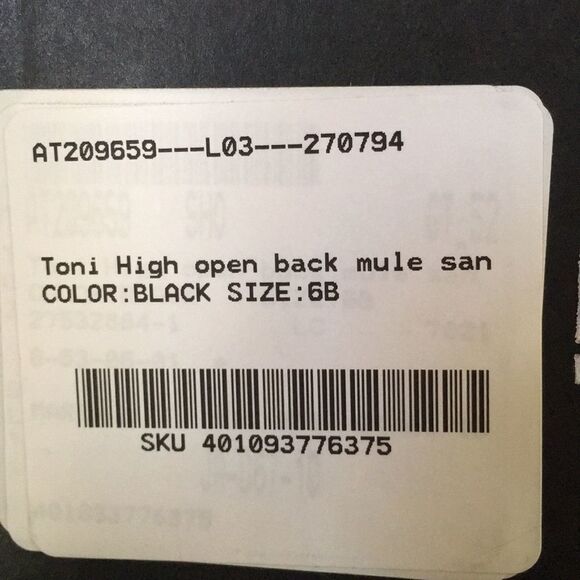 AT209659---L03---270794
Toni High open back mule san
COLOR:BLACK SIZE:6B
SKU 401093776375